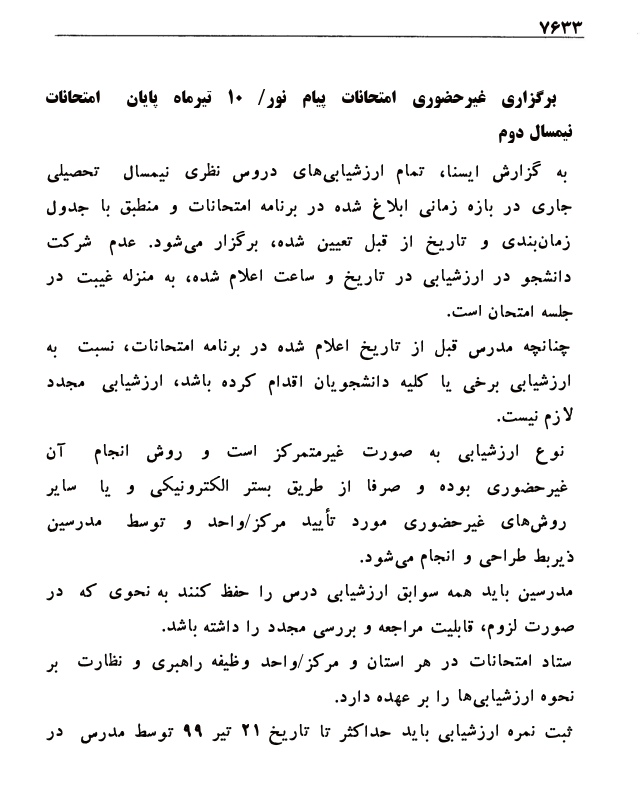 ۷۶۳۳
برگزاری غیرحضوری امتحانات پیام نور/ ۱۰ تیرماه پایان امتحانات
نیمسال دوم
به گزارش ایسنا، تمام ارزشیابی‌های دروس نظری نیمسال تحصیلی
جاری در بازه زمانی ابلاغ شده در برنامه امتحانات و منطبق با جدول
زمان‌بندی و تاریخ از قبل تعیین شده، برگزار می‌شود. عدم شرکت
دانشجو در ارزشیابی در تاریخ و ساعت اعلام شده، به منزله غیبت در
جلسه امتحان است.
چنانچه مدرس قبل از تاریخ اعلام شده در برنامه امتحانات، نسبت به
ارزشیابی برخی یا کلیه دانشجویان اقدام کرده باشد، ارزشیابی مجدد
لازم نیست.
نوع ارزشیابی به صورت غیرمتمرکز است و روش انجام آن
غیرحضوری بوده و صرفا از طریق بستر الکترونیکی و یا سایر
روش‌های غیرحضوری مورد تأیید مرکز/واحد و توسط مدرسین
ذیربط طراحی و انجام می‌شود.
مدرسین باید همه سوابق ارزشیابی درس را حفظ کنند به نحوی که در
صورت لزوم، قابلیت مراجعه و بررسی مجدد را داشته باشد.
ستاد امتحانات در هر استان و مرکز/واحد وظیفه راهبری و نظارت بر
نحوه ارزشیابی‌ها را بر عهده دارد.
ثبت نمره ارزشیابی باید حداکثر تا تاریخ ۲۱ تیر ۹۹ توسط مدرس در